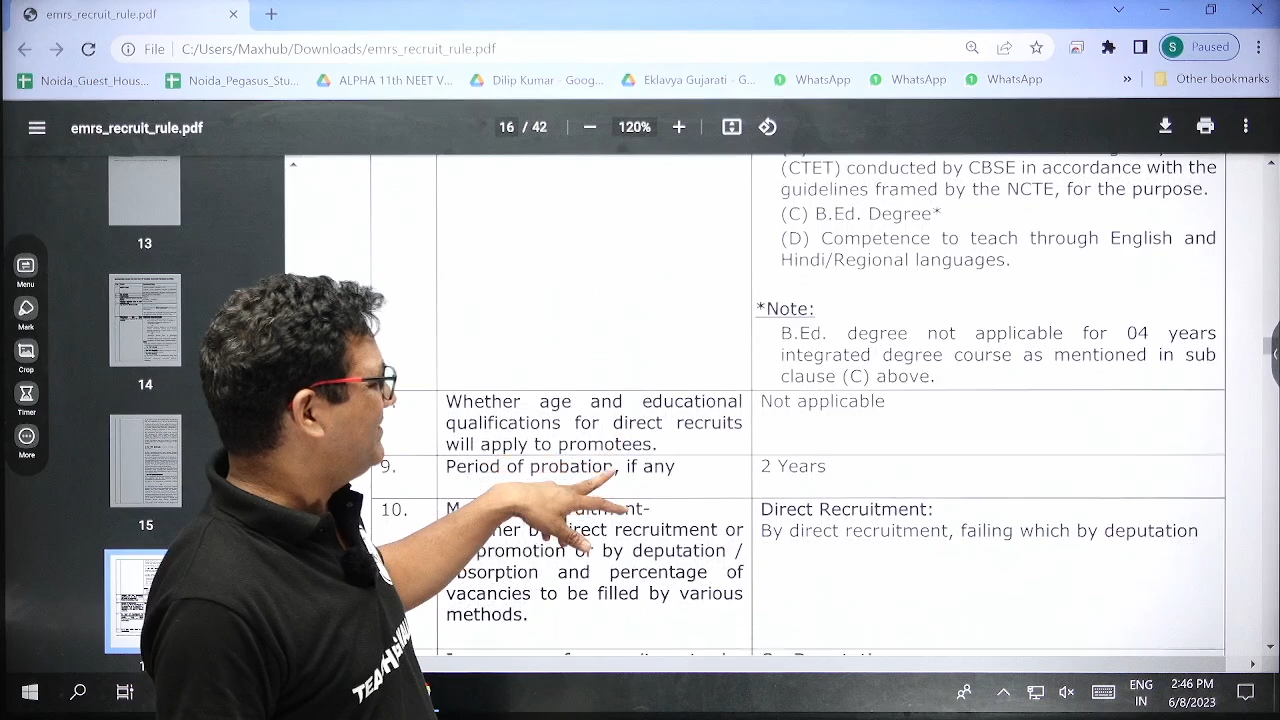 emrs_recruit_rule.pdf
File
C:/Users/Maxhub/Downloads/emrs_recruit_rule.pdf
S
Paused
Noida_Guest_Hous...
Noida_Pegasus_Stu...
ALPHA 11th NEET V...
Dilip Kumar - Goog...
Eklavya Gujarati - G...
WhatsApp
WhatsApp
WhatsApp
»
Other bookmarks
emrs_recruit_rule.pdf
16 / 42
120%
13
14
15
Menu
Mark
Crop
Timer
More
(CTET) conducted by CBSE in accordance with the
guidelines framed by the NCTE, for the purpose.
(C) B.Ed. Degree*
(D) Competence to teach through English and
Hindi/Regional languages.
*Note:
B.Ed. degree not applicable for 04 years
integrated degree course as mentioned in sub
clause (C) above.
Whether age and educational
qualifications for direct recruits
will apply to promotees.
Not applicable
9.
Period of probation, if any
2 Years
10.
direct recruitment or
promotion or by deputation /
absorption and percentage of
vacancies to be filled by various
methods.
Direct Recruitment:
By direct recruitment, failing which by deputation
ENG
IN
2:46 PM
6/8/2023